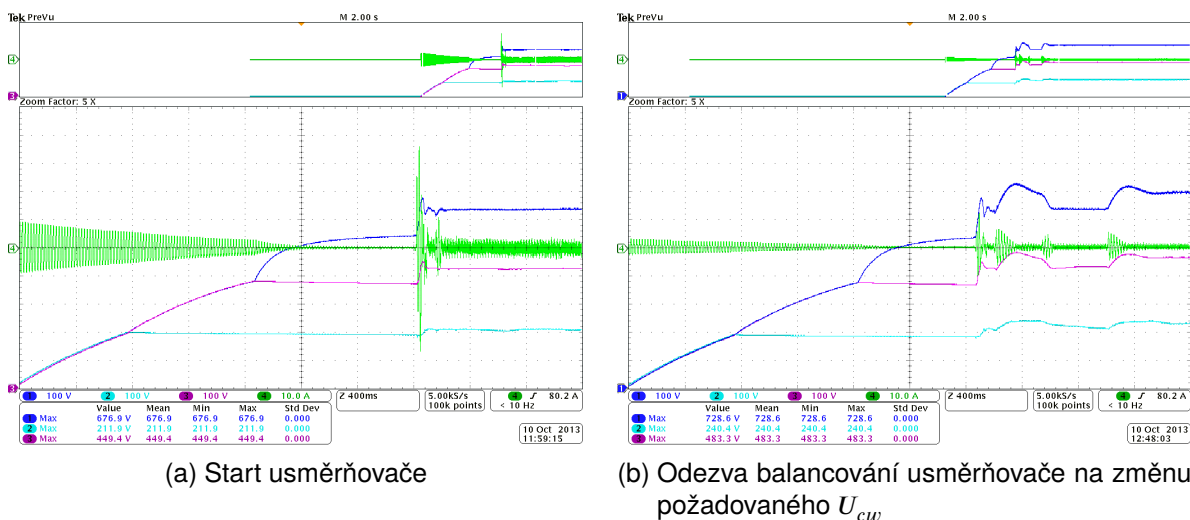 Tek PreVu
M 2.00 s
4
3
Zoom Factor: 5 X
4
3
1 100 V 2 100 V 3 100 V 4 10.0 A
Z 400ms
5.00kS/s
100k points
4 ʃ 80.2 A
< 10 Hz
Value Mean Min Max Std Dev
1 Max 676.9 V 676.9 676.9 676.9 0.000
2 Max 211.9 V 211.9 211.9 211.9 0.000
3 Max 449.4 V 449.4 449.4 449.4 0.000
10 Oct 2013
11:59:15
(a) Start usměrňovače
Tek PreVu
M 2.00 s
4
1
Zoom Factor: 5 X
4
1
1 100 V 2 100 V 3 100 V 4 10.0 A
Z 400ms
5.00kS/s
100k points
4 ʃ 80.2 A
< 10 Hz
Value Mean Min Max Std Dev
1 Max 728.6 V 728.6 728.6 728.6 0.000
2 Max 240.4 V 240.4 240.4 240.4 0.000
3 Max 483.3 V 483.3 483.3 483.3 0.000
10 Oct 2013
12:48:03
(b) Odezva balancování usměrňovače na změnu
požadovaného U_cw